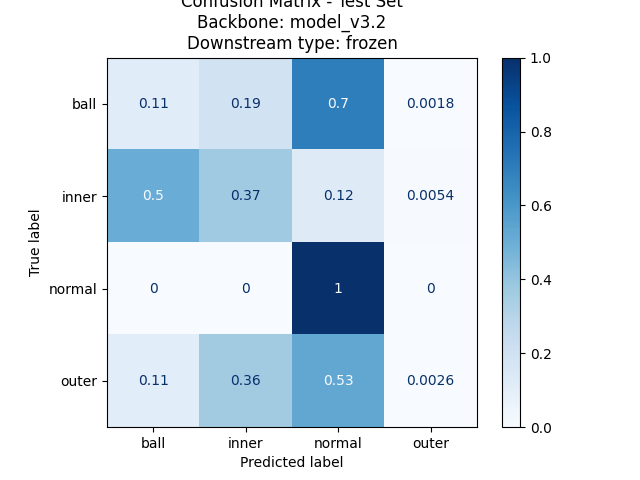 Confusion Matrix - Test Set
Backbone: model_v3.2
Downstream type: frozen
1.0
ball 0.11 0.19 0.7 0.0018
0.8
inner 0.5 0.37 0.12 0.0054
0.6
True label
0.4
normal 0 0 1 0
0.2
outer 0.11 0.36 0.53 0.0026
0.0
ball inner normal outer
Predicted label